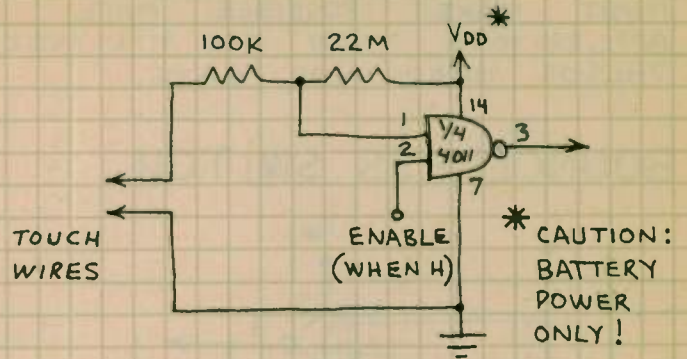 100K 22M VDD*
14
1
1/4
4011
3
2
7
TOUCH
WIRES
ENABLE
(WHEN H)
* CAUTION:
BATTERY
POWER
ONLY!